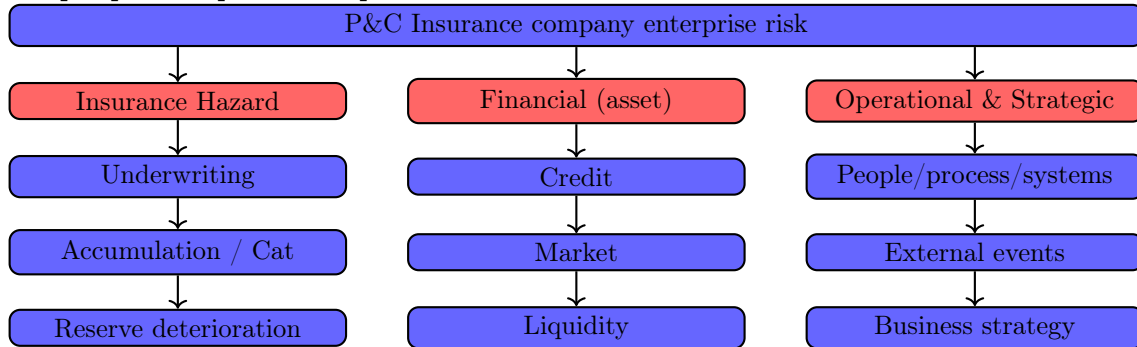 P&C Insurance company enterprise risk
Insurance Hazard
Financial (asset)
Operational & Strategic
Underwriting
Credit
People/process/systems
Accumulation / Cat
Market
External events
Reserve deterioration
Liquidity
Business strategy